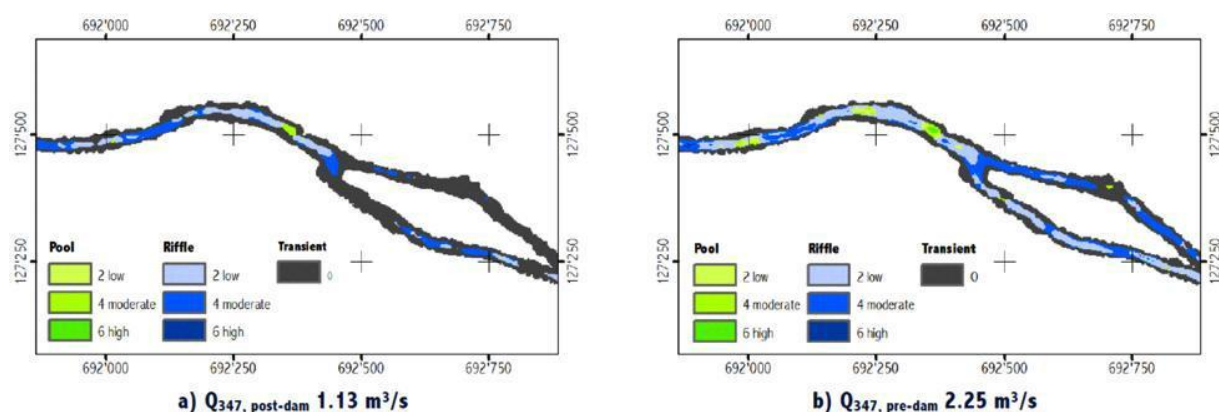 692'000 692'250 692'500 692'750
127'500 127'500
127'250 127'250
Pool Riffle Transient
2 low 2 low 0
4 moderate 4 moderate
6 high 6 high
692'000 692'250 692'500 692'750
a) Q347, post-dam 1.13 m³/s
692'000 692'250 692'500 692'750
127'500 127'500
127'250 127'250
Pool Riffle Transient
2 low 2 low 0
4 moderate 4 moderate
6 high 6 high
692'000 692'250 692'500 692'750
b) Q347, pre-dam 2.25 m³/s